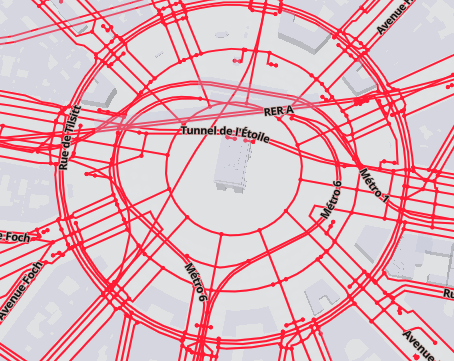 Avenue
RER A
Tunnel de l'Étoile
Rue de Tilsitt
Métro 1
Métro 6
Foch
Avenue Foch
Métro 6
Avenue